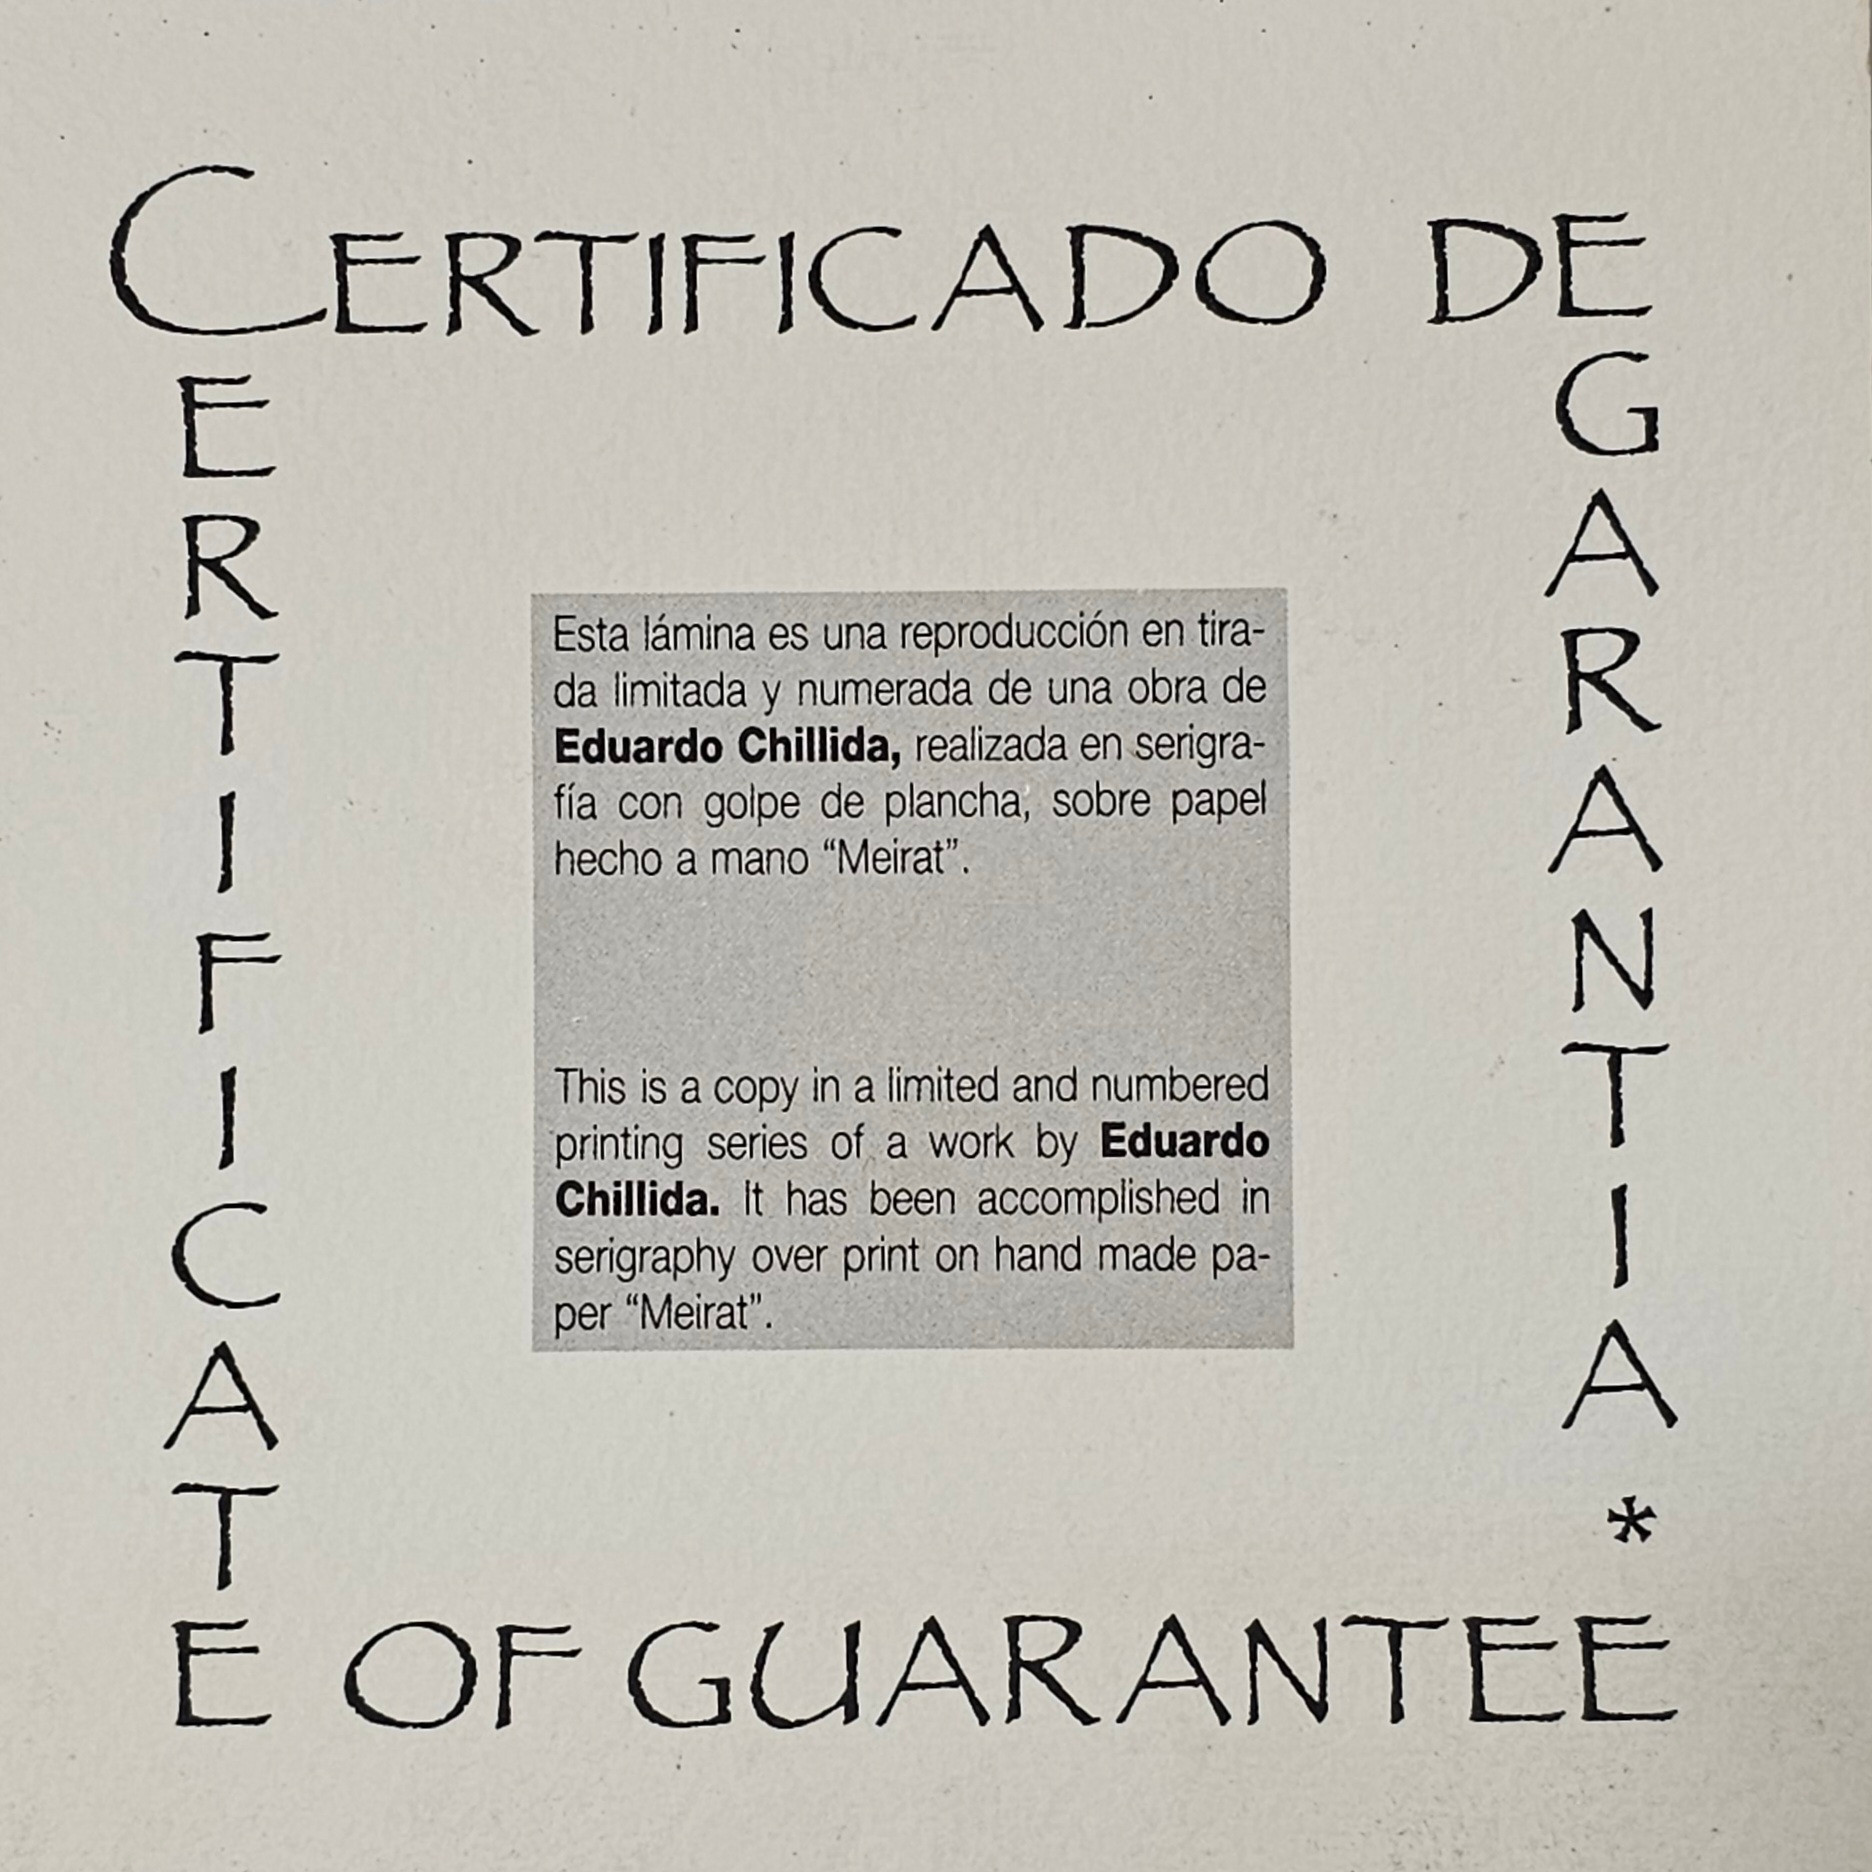 CERTIFICADO DE
GARANTIA *
CERTIFICATE
OF GUARANTEE
Esta lámina es una reproducción en tira-
da limitada y numerada de una obra de
Eduardo Chillida, realizada en serigra-
fía con golpe de plancha, sobre papel
hecho a mano “Meirat”.
This is a copy in a limited and numbered
printing series of a work by Eduardo
Chillida. It has been accomplished in
serigraphy over print on hand made pa-
per “Meirat”.